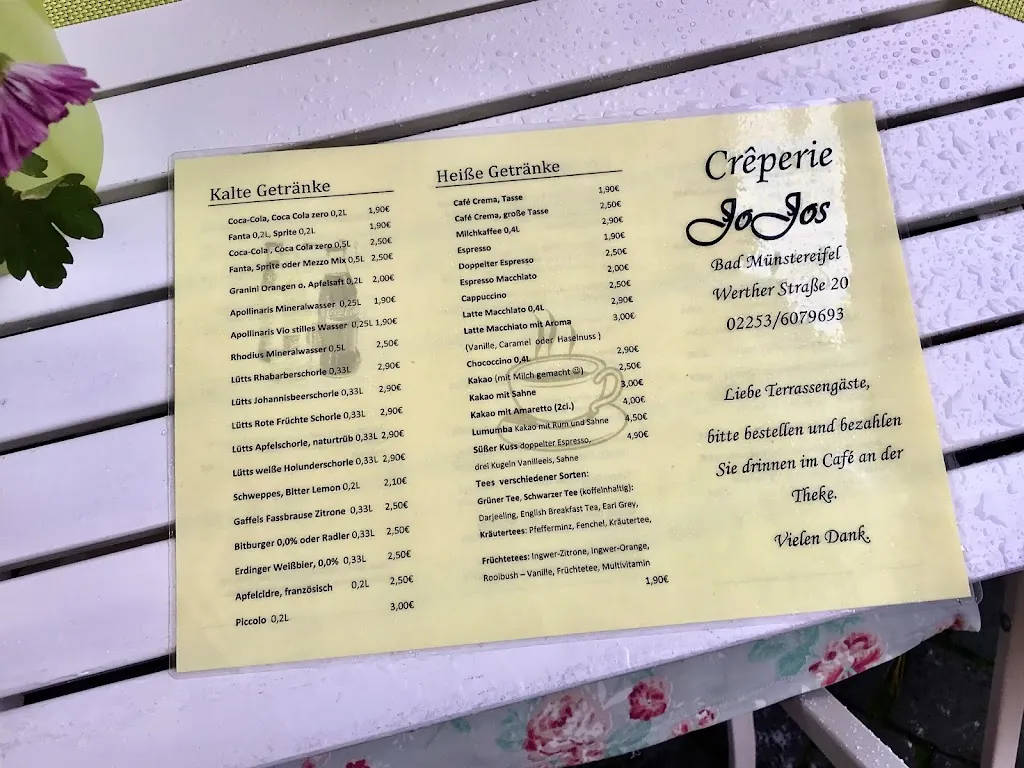 Kalte Getränke
Coca-Cola, Coca Cola zero 0,2L 1,90€
Fanta 0,2L, Sprite 0,2L 1,90€
Coca-Cola , Coca Cola zero 0,5L 2,50€
Fanta, Sprite oder Mezzo Mix 0,5L 2,50€
Granini Orangen o. Apfelsaft 0,2L 2,00€
Apollinaris Mineralwasser 0,25L 1,90€
Apollinaris Vio stilles Wasser 0,25L 1,90€
Rhodius Mineralwasser 0,5L 2,50€
Lütts Rhabarberschorle 0,33L 2,90€
Lütts Johannisbeerschorle 0,33L 2,90€
Lütts Rote Früchte Schorle 0,33L 2,90€
Lütts Apfelschorle, naturtrüb 0,33L 2,90€
Lütts weiße Holunderschorle 0,33L 2,90€
Schweppes, Bitter Lemon 0,2L 2,10€
Gaffels Fassbrause Zitrone 0,33L 2,50€
Bitburger 0,0% oder Radler 0,33L 2,50€
Erdinger Weißbier, 0,0% 0,33L 2,50€
Apfelcidre, französisch 0,2L 2,50€
Piccolo 0,2L 3,00€
Heiße Getränke
Café Crema, Tasse 1,90€
Café Crema, große Tasse 2,50€
Milchkaffee 0,4L 2,90€
Espresso 1,90€
Doppelter Espresso 2,50€
Espresso Macchiato 2,00€
Cappuccino 2,50€
Latte Macchiato 0,4L 2,90€
Latte Macchiato mit Aroma 3,00€
(Vanille, Caramel oder Haselnuss )
Chococcino 0,4L 2,90€
Kakao (mit Milch gemacht ☺) 2,50€
Kakao mit Sahne 3,00€
Kakao mit Amaretto (2cl.) 4,00€
Lumumba Kakao mit Rum und Sahne 4,50€
Süßer Kuss doppelter Espresso, 4,90€
drei Kugeln Vanilleeis, Sahne
Tees verschiedener Sorten:
Grüner Tee, Schwarzer Tee (koffeinhaltig):
Darjeeling, English Breakfast Tea, Earl Grey,
Kräutertees: Pfefferminz, Fenchel, Kräutertee,
Früchtetees: Ingwer-Zitrone, Ingwer-Orange,
Rooibush – Vanille, Früchtetee, Multivitamin
1,90€
Crêperie
JoJos
Bad Münstereifel
Werther Straße 20
02253/6079693
Liebe Terrassengäste,
bitte bestellen und bezahlen
Sie drinnen im Café an der
Theke.
Vielen Dank.